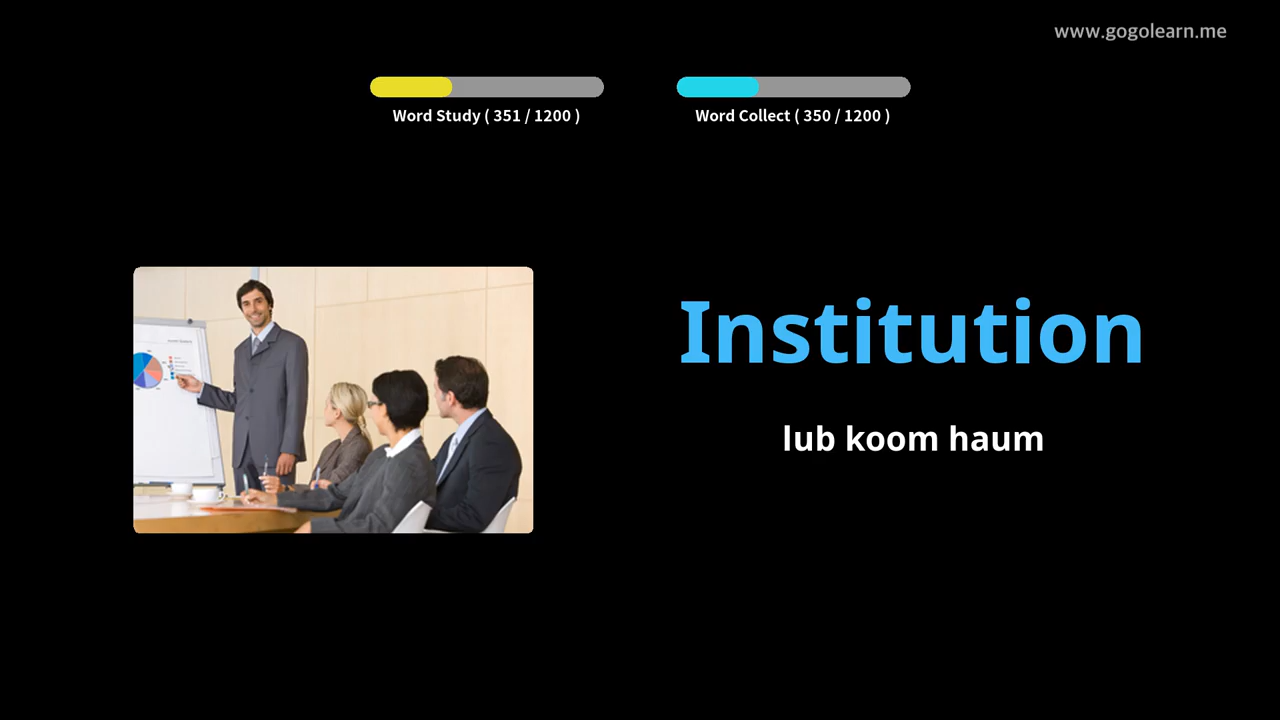 www.gogolearn.me
Word Study ( 351 / 1200 )
Word Collect ( 350 / 1200 )
Institution
lub koom haum